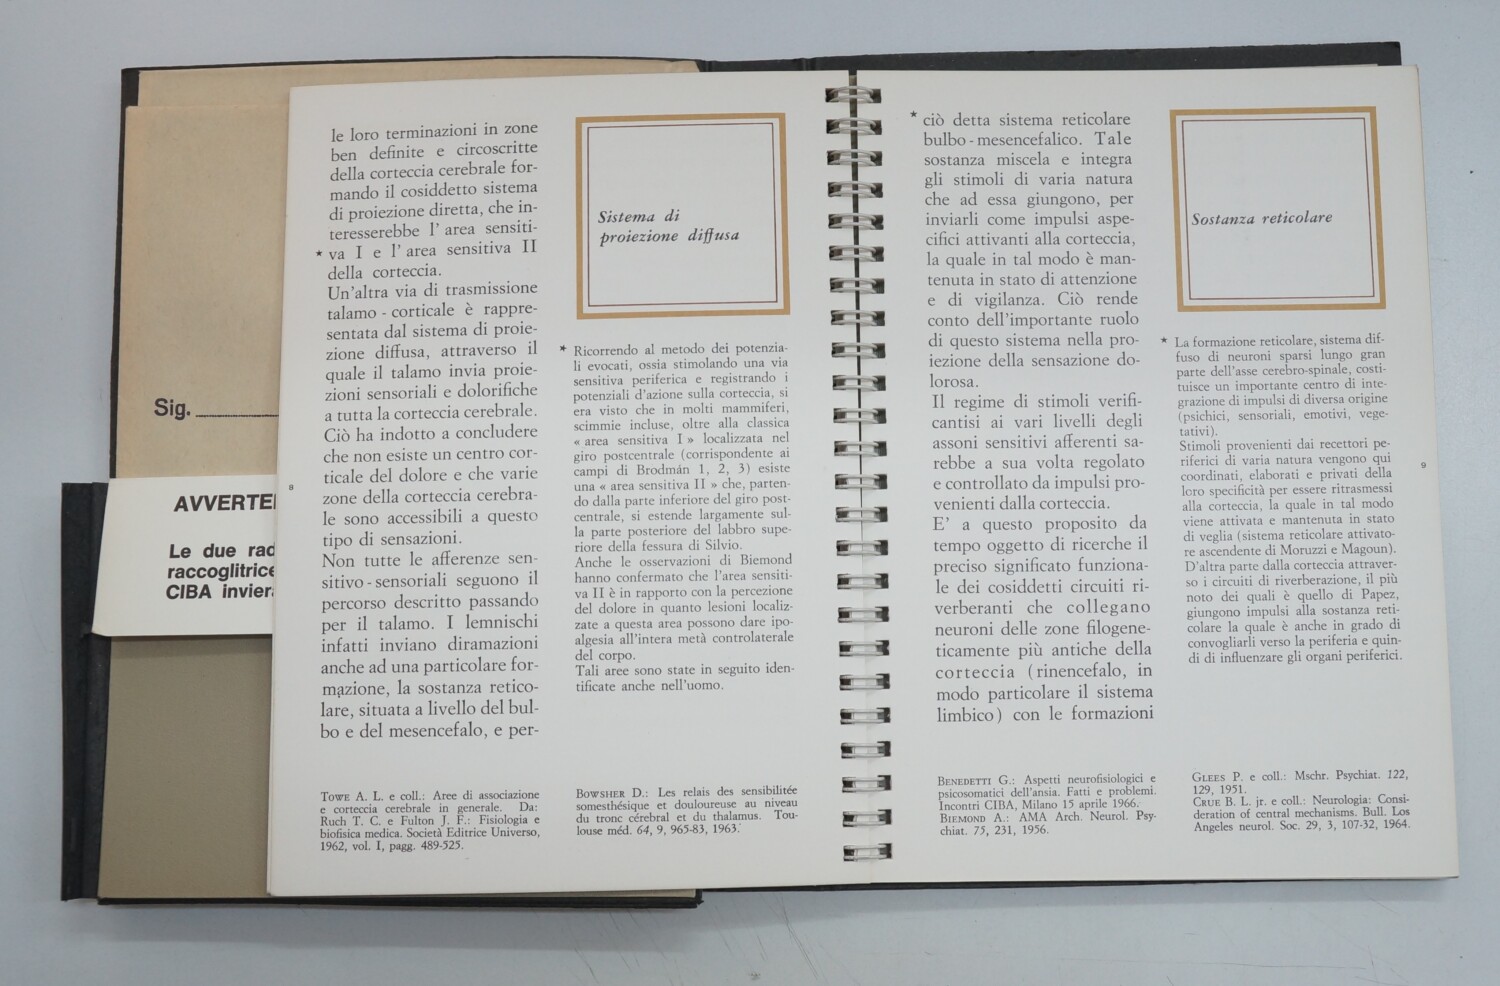 Sig.
AVVERTE
Le due rad
raccoglitrice
CIBA invier
8
le loro terminazioni in zone
ben definite e circoscritte
della corteccia cerebrale for-
mando il cosiddetto sistema
di proiezione diretta, che in-
teresserebbe l'area sensiti-
* va I e l'area sensitiva II
della corteccia.
Un'altra via di trasmissione
talamo-corticale è rappre-
sentata dal sistema di proie-
zione diffusa, attraverso il
quale il talamo invia proie-
zioni sensoriali e dolorifiche
a tutta la corteccia cerebrale.
Ciò ha indotto a concludere
che non esiste un centro cor-
ticale del dolore e che varie
zone della corteccia cerebra-
le sono accessibili a questo
tipo di sensazioni.
Non tutte le afferenze sen-
sitivo-sensoriali seguono il
percorso descritto passando
per il talamo. I lemnischi
infatti inviano diramazioni
anche ad una particolare for-
mazione, la sostanza retico-
lare, situata a livello del bul-
bo e del mesencefalo, e per-
Towe A. L. e coll.: Aree di associazione
e corteccia cerebrale in generale. Da:
Ruch T. C. e Fulton J. F.: Fisiologia e
biofisica medica. Società Editrice Universo,
1962, vol. I, pagg. 489-525.
Sistema di
proiezione diffusa
* Ricorrendo al metodo dei potenzia-
li evocati, ossia stimolando una via
sensitiva periferica e registrando i
potenziali d'azione sulla corteccia, si
era visto che in molti mammiferi,
scimmie incluse, oltre alla classica
« area sensitiva I » localizzata nel
giro postcentrale (corrispondente ai
campi di Brodmán 1, 2, 3) esiste
una « area sensitiva II » che, parten-
do dalla parte inferiore del giro post-
centrale, si estende largamente sul-
la parte posteriore del labbro supe-
riore della fessura di Silvio.
Anche le osservazioni di Biemond
hanno confermato che l'area sensiti-
va II è in rapporto con la percezione
del dolore in quanto lesioni localiz-
zate a questa area possono dare ipo-
algesia all'intera metà controlaterale
del corpo.
Tali aree sono state in seguito iden-
tificate anche nell'uomo.
Bowsher D.: Les relais des sensibilitée
somesthésique et douloureuse au niveau
du tronc cérebral et du thalamus. Tou-
louse méd. 64, 9, 965-83, 1963.
* ciò detta sistema reticolare
bulbo-mesencefalico. Tale
sostanza miscela e integra
gli stimoli di varia natura
che ad essa giungono, per
inviarli come impulsi aspe-
cifici attivanti alla corteccia,
la quale in tal modo è man-
tenuta in stato di attenzione
e di vigilanza. Ciò rende
conto dell'importante ruolo
di questo sistema nella pro-
iezione della sensazione do-
lorosa.
Il regime di stimoli verifi-
cantisi ai vari livelli degli
assoni sensitivi afferenti sa-
rebbe a sua volta regolato
e controllato da impulsi pro-
venienti dalla corteccia.
E' a questo proposito da
tempo oggetto di ricerche il
preciso significato funziona-
le dei cosiddetti circuiti ri-
verberanti che collegano
neuroni delle zone filogene-
ticamente più antiche della
corteccia (rinencefalo, in
modo particolare il sistema
limbico) con le formazioni
Benedetti G.: Aspetti neurofisiologici e
psicosomatici dell'ansia. Fatti e problemi.
Incontri CIBA, Milano 15 aprile 1966.
Biemond A.: AMA Arch. Neurol. Psy-
chiat. 75, 231, 1956.
Sostanza reticolare
* La formazione reticolare, sistema dif-
fuso di neuroni sparsi lungo gran
parte dell'asse cerebro-spinale, costi-
tuisce un importante centro di inte-
grazione di impulsi di diversa origine
(psichici, sensoriali, emotivi, vege-
tativi).
Stimoli provenienti dai recettori pe-
riferici di varia natura vengono qui
coordinati, elaborati e privati della
loro specificità per essere ritrasmessi
alla corteccia, la quale in tal modo
viene attivata e mantenuta in stato
di veglia (sistema reticolare attivato-
re ascendente di Moruzzi e Magoun).
D'altra parte dalla corteccia attraver-
so i circuiti di riverberazione, il più
noto dei quali è quello di Papez,
giungono impulsi alla sostanza reti-
colare la quale è anche in grado di
convogliarli verso la periferia e quin-
di di influenzare gli organi periferici.
Glees P. e coll.: Mschr. Psychiat. 122,
129, 1951.
Crue B. L. jr. e coll.: Neurologia: Consi-
deration of central mechanisms. Bull. Los
Angeles neurol. Soc. 29, 3, 107-32, 1964.
9